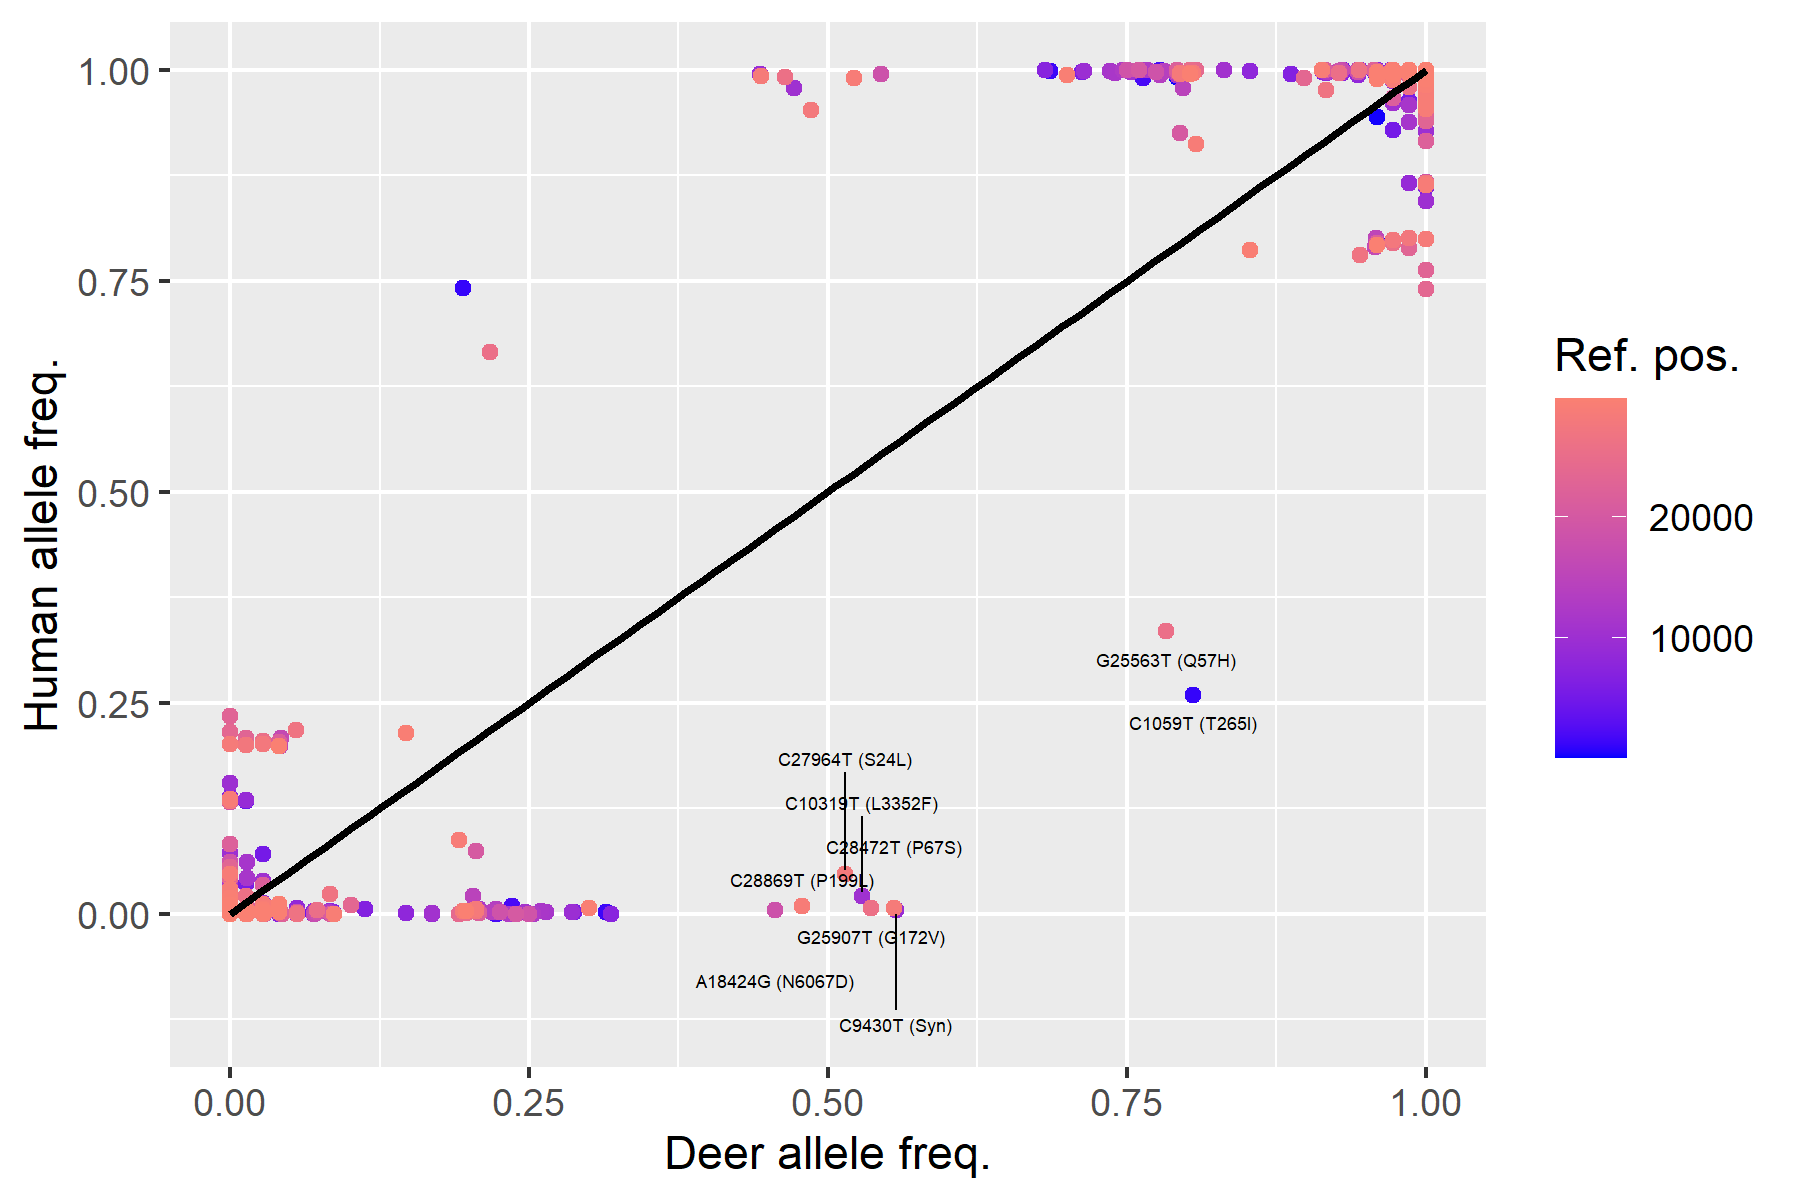 1.00
0.75
0.50
0.25
0.00
Human allele freq.
G25563T (Q57H)
C1059T (T265I)
C27964T (S24L)
C10319T (L3352F)
C28472T (P67S)
C28869T (P199L)
G25907T (G172V)
A18424G (N6067D)
C9430T (Syn)
0.00 0.25 0.50 0.75 1.00
Deer allele freq.
Ref. pos.
20000
10000